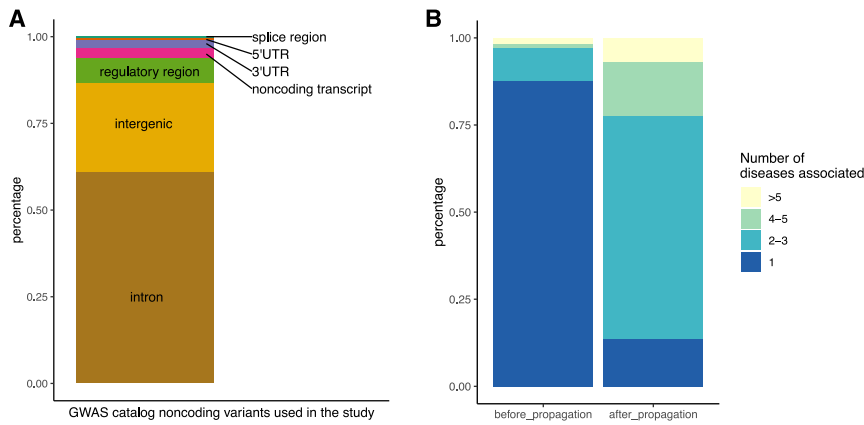 A
B
1.00
0.75
0.50
0.25
0.00
percentage
splice region
5'UTR
3'UTR
noncoding transcript
regulatory region
intergenic
intron
GWAS catalog noncoding variants used in the study
1.00
0.75
0.50
0.25
0.00
percentage
before_propagation
after_propagation
Number of
diseases associated
>5
4–5
2–3
1